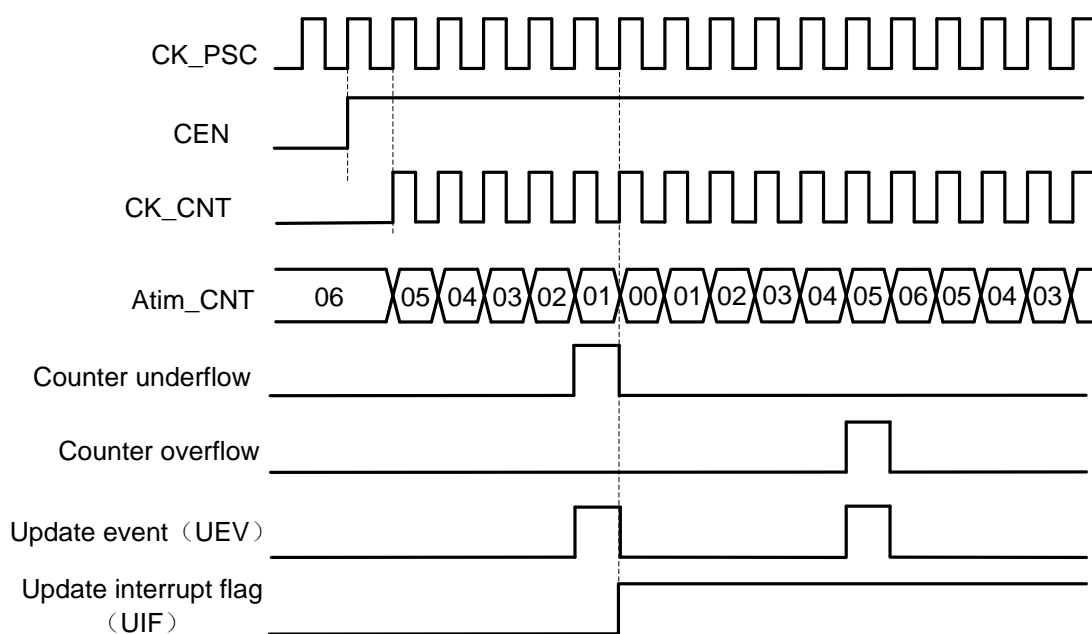 CK_PSC
CEN
CK_CNT
Atim_CNT
06 05 04 03 02 01 00 01 02 03 04 05 06 05 04 03
Counter underflow
Counter overflow
Update event（UEV）
Update interrupt flag
（UIF）